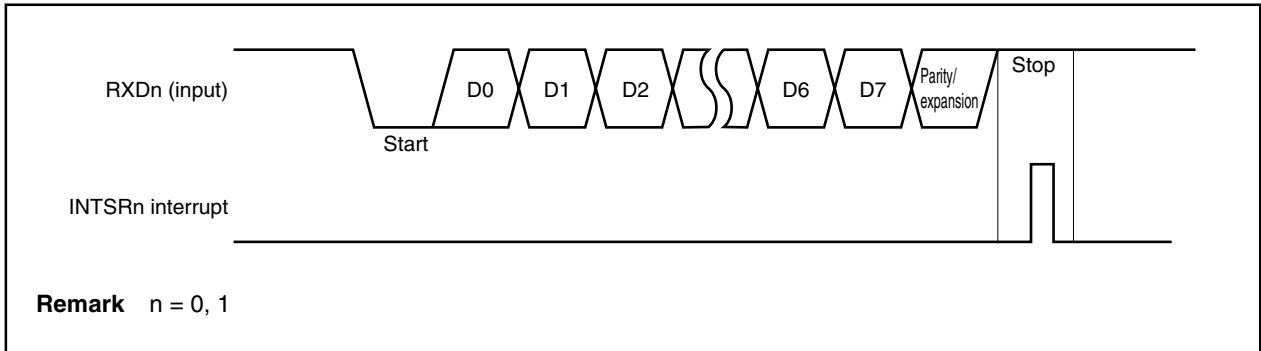 RXDn (input)
D0 D1 D2 D6 D7 Parity/
expansion
Stop
Start
INTSRn interrupt
Remark n = 0, 1